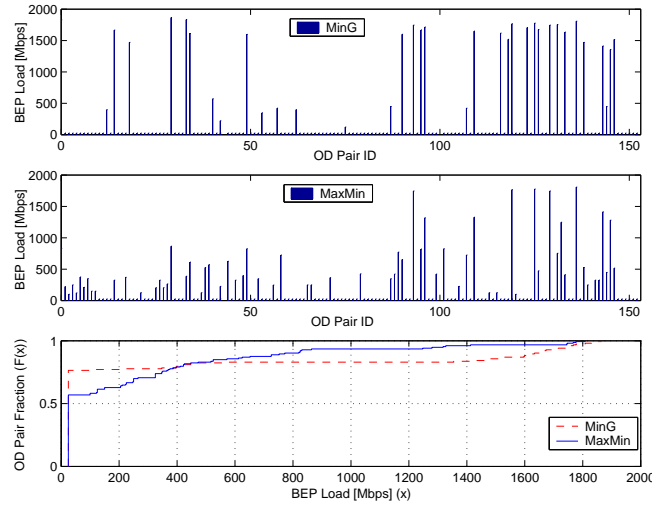 2000
1500
1000
500
0
BEP Load [Mbps]
MinG
0 50 100 150
OD Pair ID
2000
1500
1000
500
0
BEP Load [Mbps]
MaxMin
0 50 100 150
OD Pair ID
1
0.5
0
OD Pair Fraction (F(x))
MinG
MaxMin
0 200 400 600 800 1000 1200 1400 1600 1800 2000
BEP Load [Mbps] (x)